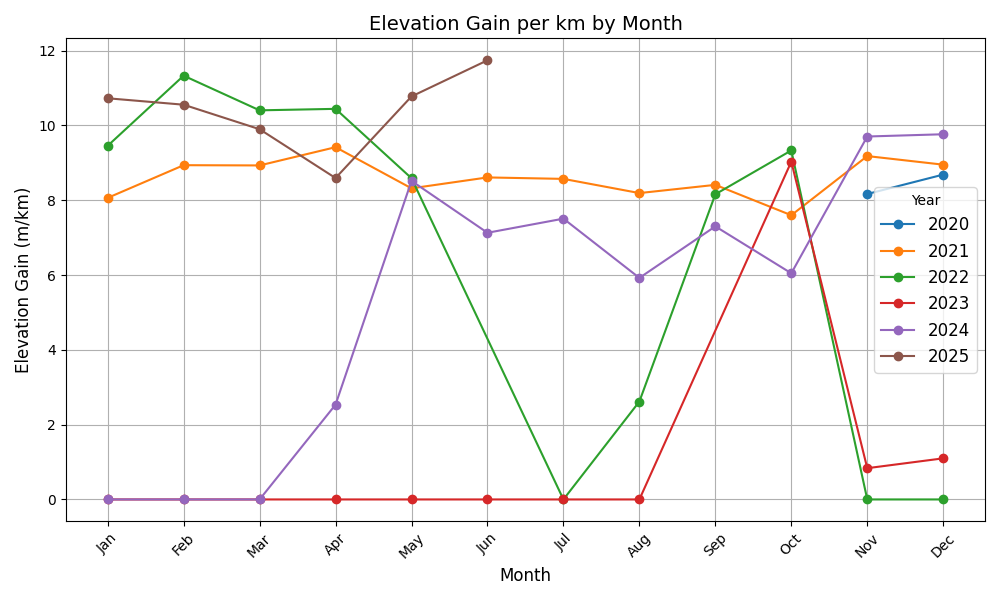 Elevation Gain per km by Month
Elevation Gain (m/km)
12
10
8
6
4
2
0
Jan
Feb
Mar
Apr
May
Jun
Jul
Aug
Sep
Oct
Nov
Dec
Month
Year
2020
2021
2022
2023
2024
2025